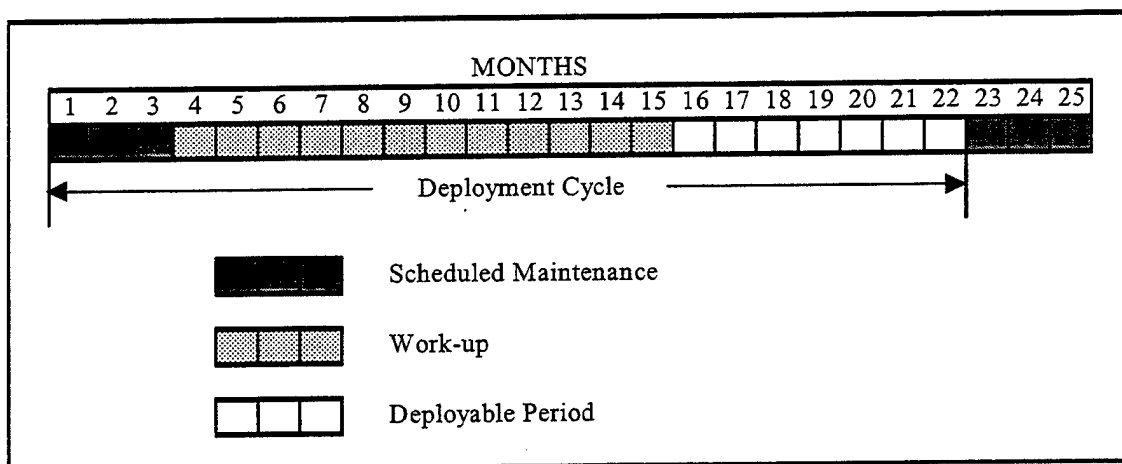 MONTHS
1 2 3 4 5 6 7 8 9 10 11 12 13 14 15 16 17 18 19 20 21 22 23 24 25
Deployment Cycle
Scheduled Maintenance
Work-up
Deployable Period